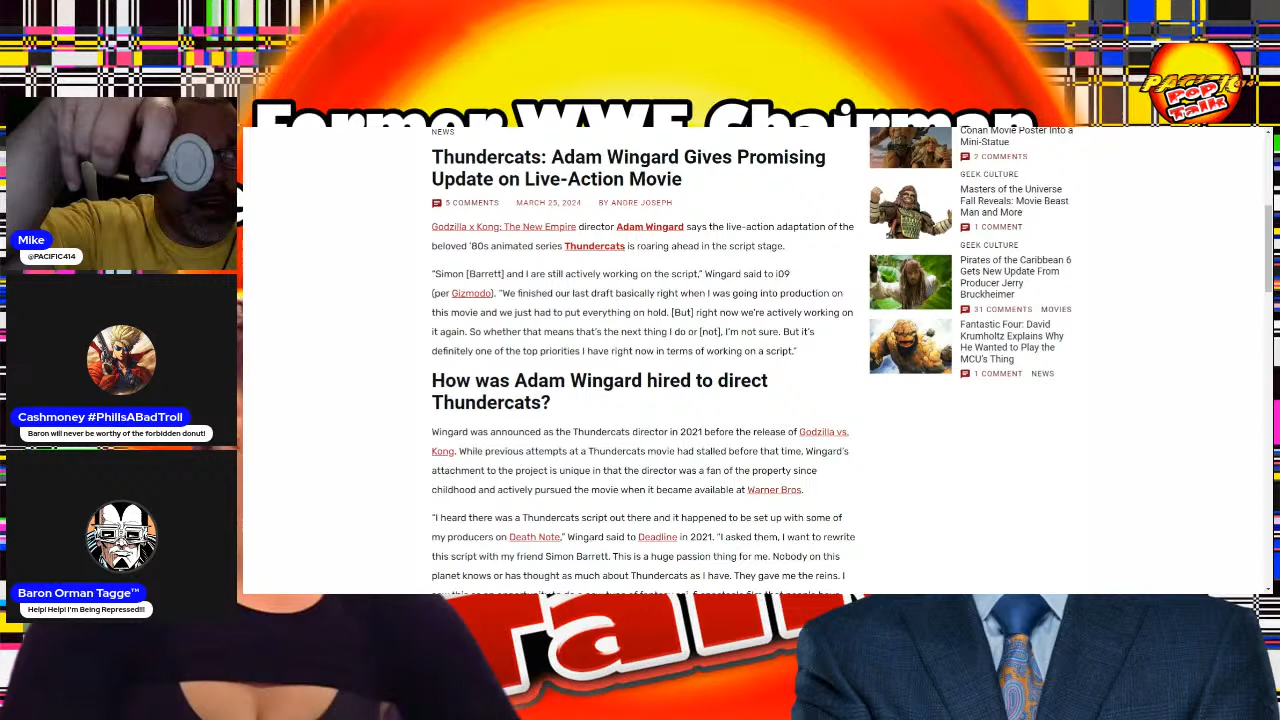 Former WWE Chairman
PACIFIC
Pop
Talk
NEWS
Thundercats: Adam Wingard Gives Promising
Update on Live-Action Movie
5 COMMENTS MARCH 25, 2024 BY ANDRE JOSEPH
Godzilla x Kong: The New Empire director Adam Wingard says the live-action adaptation of the
beloved '80s animated series Thundercats is roaring ahead in the script stage.
"Simon [Barrett] and I are still actively working on the script," Wingard said to i09
(per Gizmodo). "We finished our last draft basically right when I was going into production on
this movie and we just had to put everything on hold. [But] right now we're actively working on
it again. So whether that means that's the next thing I do or [not], I'm not sure. But it's
definitely one of the top priorities I have right now in terms of working on a script."
How was Adam Wingard hired to direct
Thundercats?
Wingard was announced as the Thundercats director in 2021 before the release of Godzilla vs.
Kong. While previous attempts at a Thundercats movie had stalled before that time, Wingard's
attachment to the project is unique in that the director was a fan of the property since
childhood and actively pursued the movie when it became available at Warner Bros.
"I heard there was a Thundercats script out there and it happened to be set up with some of
my producers on Death Note," Wingard said to Deadline in 2021. "I asked them, I want to rewrite
this script with my friend Simon Barrett. This is a huge passion thing for me. Nobody on this
planet knows or has thought as much about Thundercats as I have. They gave me the reins. I
Conan Movie Poster Into a
Mini-Statue
2 COMMENTS
GEEK CULTURE
Masters of the Universe
Fall Reveals: Movie Beast
Man and More
1 COMMENT
GEEK CULTURE
Pirates of the Caribbean 6
Gets New Update From
Producer Jerry
Bruckheimer
31 COMMENTS MOVIES
Fantastic Four: David
Krumholtz Explains Why
He Wanted to Play the
MCU's Thing
1 COMMENT NEWS
Mike
@PACIFIC414
Cashmoney #PhilIsABadTroll
Baron will never be worthy of the forbidden donut!
Baron Orman Tagge™
Help! Help! I'm Being Repressed!!!
Talk